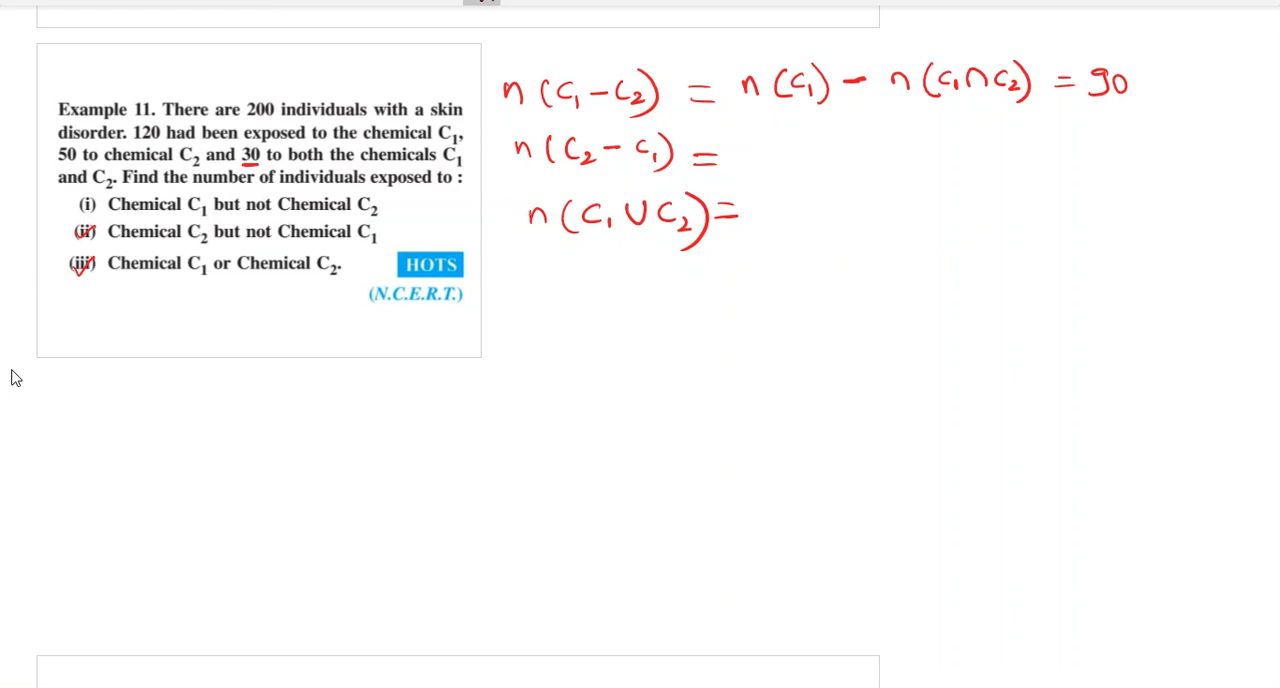 Example 11. There are 200 individuals with a skin
disorder. 120 had been exposed to the chemical C₁,
50 to chemical C₂ and 30 to both the chemicals C₁
and C₂. Find the number of individuals exposed to :
(i) Chemical C₁ but not Chemical C₂
(ii) Chemical C₂ but not Chemical C₁
(iii) Chemical C₁ or Chemical C₂.
HOTS
(N.C.E.R.T.)
n(C₁-C₂) = n(C₁) - n(C₁∩C₂) = 90
n(C₂-C₁) =
n(C₁∪C₂)=